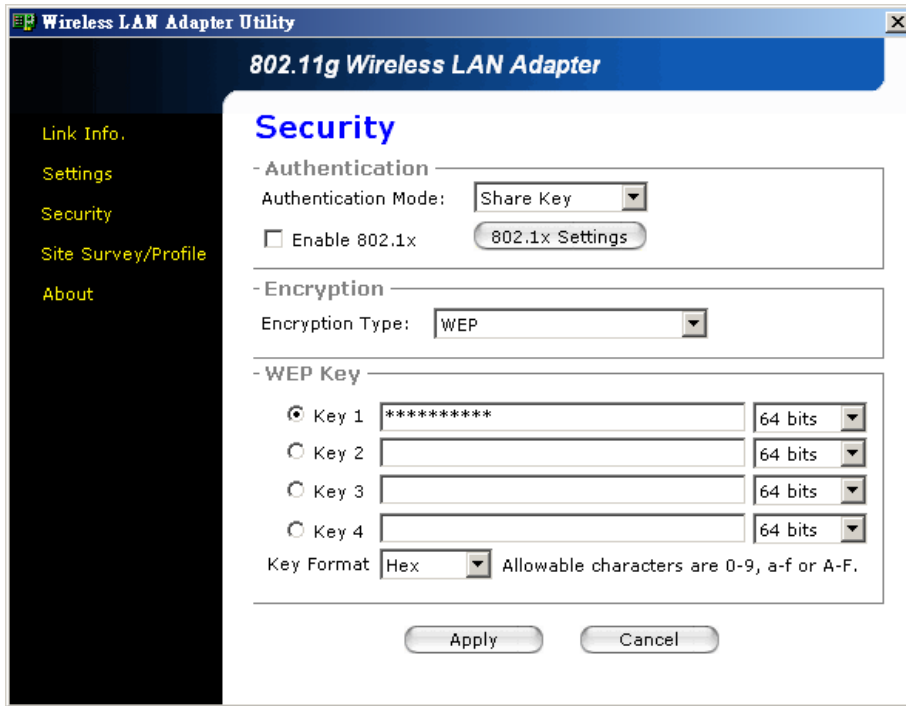 Wireless LAN Adapter Utility
802.11g Wireless LAN Adapter
Link Info.
Settings
Security
Site Survey/Profile
About
Security
Authentication
Authentication Mode: Share Key
Enable 802.1x 802.1x Settings
Encryption
Encryption Type: WEP
WEP Key
Key 1 ********** 64 bits
Key 2 64 bits
Key 3 64 bits
Key 4 64 bits
Key Format Hex Allowable characters are 0-9, a-f or A-F.
Apply Cancel